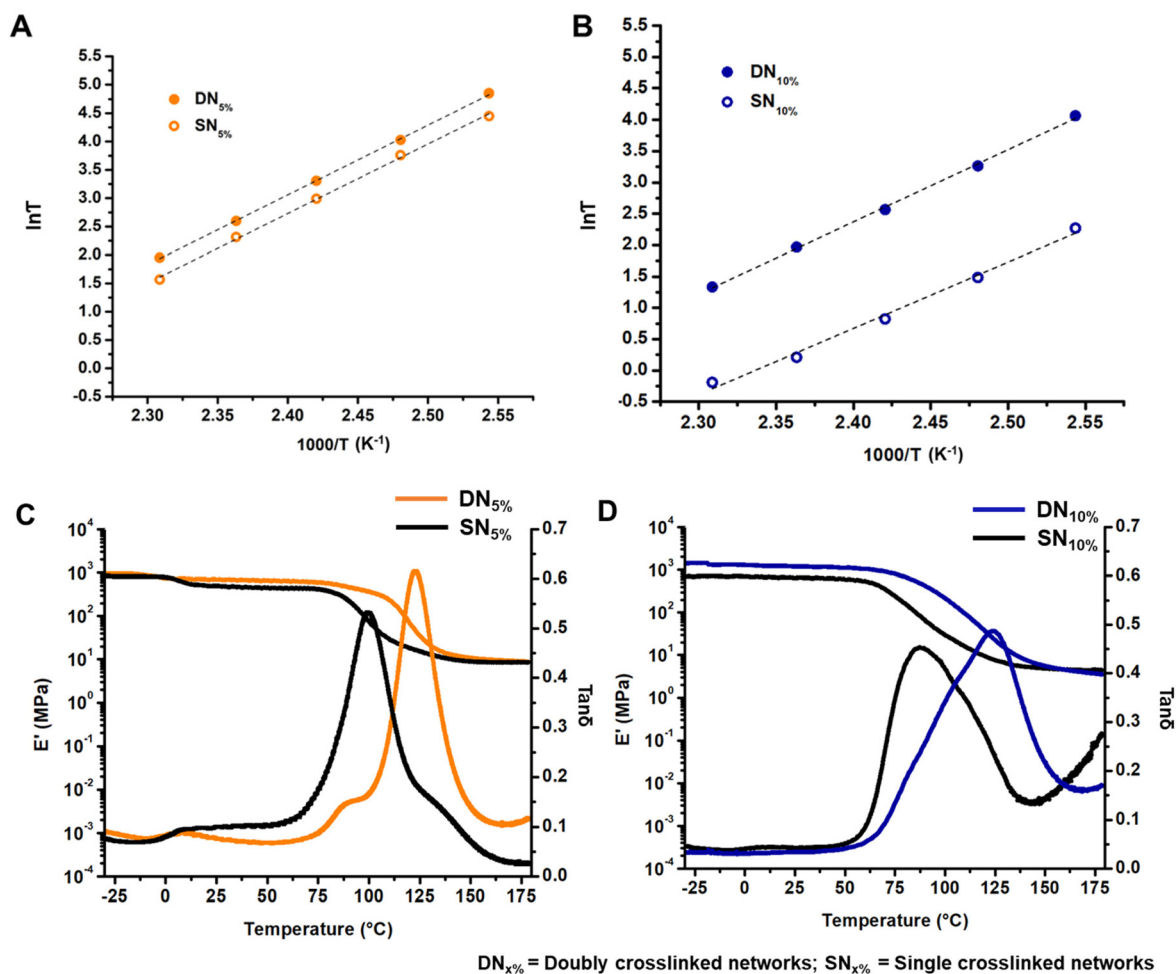 A
DN5%
SN5%
lnT
5.5
5.0
4.5
4.0
3.5
3.0
2.5
2.0
1.5
1.0
0.5
0.0
-0.5
2.30 2.35 2.40 2.45 2.50 2.55
1000/T (K-1)
B
DN10%
SN10%
lnT
5.5
5.0
4.5
4.0
3.5
3.0
2.5
2.0
1.5
1.0
0.5
0.0
-0.5
2.30 2.35 2.40 2.45 2.50 2.55
1000/T (K-1)
C
DN5%
SN5%
E' (MPa)
10⁴
10³
10²
10¹
10⁰
10⁻¹
10⁻²
10⁻³
10⁻⁴
Tanδ
0.7
0.6
0.5
0.4
0.3
0.2
0.1
0.0
-25 0 25 50 75 100 125 150 175
Temperature (°C)
D
DN10%
SN10%
E' (MPa)
10⁴
10³
10²
10¹
10⁰
10⁻¹
10⁻²
10⁻³
10⁻⁴
Tanδ
0.7
0.6
0.5
0.4
0.3
0.2
0.1
0.0
-25 0 25 50 75 100 125 150 175
Temperature (°C)
DNx% = Doubly crosslinked networks; SNx% = Single crosslinked networks